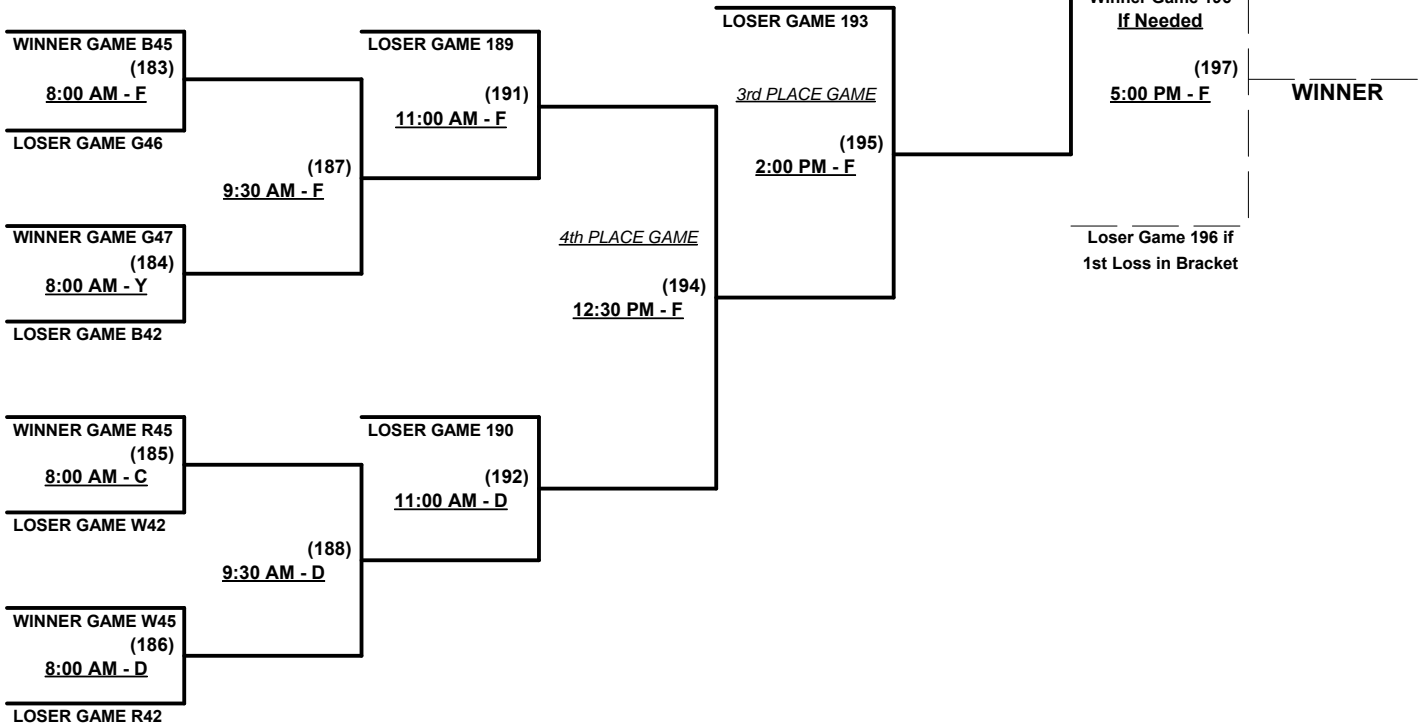 WINNER GAME B45
(183)
8:00 AM - F
LOSER GAME G46
WINNER GAME G47
(184)
8:00 AM - Y
LOSER GAME B42
WINNER GAME R45
(185)
8:00 AM - C
LOSER GAME W42
WINNER GAME W45
(186)
8:00 AM - D
LOSER GAME R42
(187)
9:30 AM - F
(188)
9:30 AM - D
LOSER GAME 189
(191)
11:00 AM - F
LOSER GAME 190
(192)
11:00 AM - D
4th PLACE GAME
(194)
12:30 PM - F
LOSER GAME 193
3rd PLACE GAME
(195)
2:00 PM - F
Winner Game 196
If Needed
(197)
5:00 PM - F
Loser Game 196 if
1st Loss in Bracket
WINNER